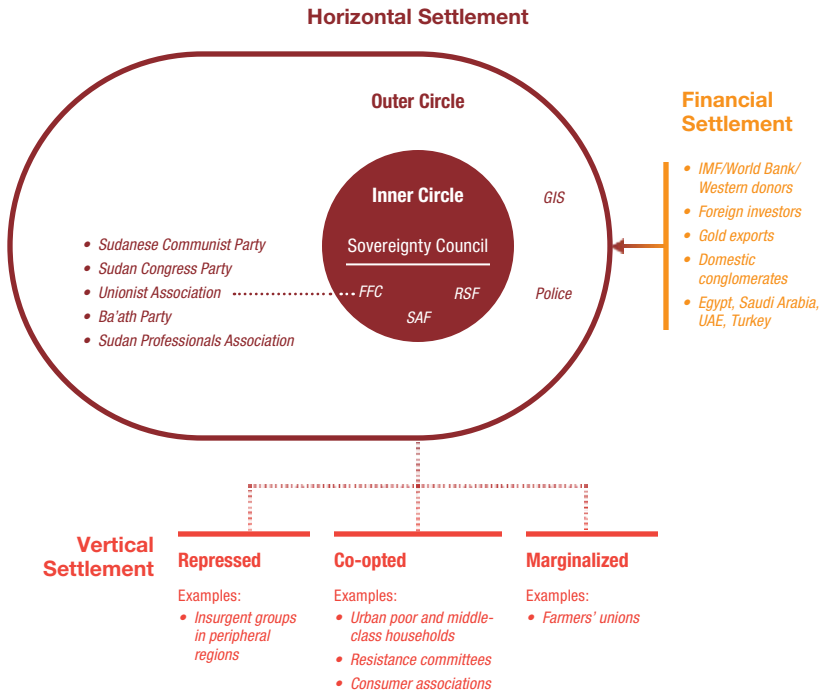 Horizontal Settlement
Outer Circle
Inner Circle
Sovereignty Council
FFC
RSF
SAF
GIS
Police
• Sudanese Communist Party
• Sudan Congress Party
• Unionist Association
• Ba'ath Party
• Sudan Professionals Association
Financial
Settlement
• IMF/World Bank/
Western donors
• Foreign investors
• Gold exports
• Domestic
conglomerates
• Egypt, Saudi Arabia,
UAE, Turkey
Vertical
Settlement
Repressed
Examples:
• Insurgent groups
in peripheral
regions
Co-opted
Examples:
• Urban poor and middle-
class households
• Resistance committees
• Consumer associations
Marginalized
Examples:
• Farmers' unions